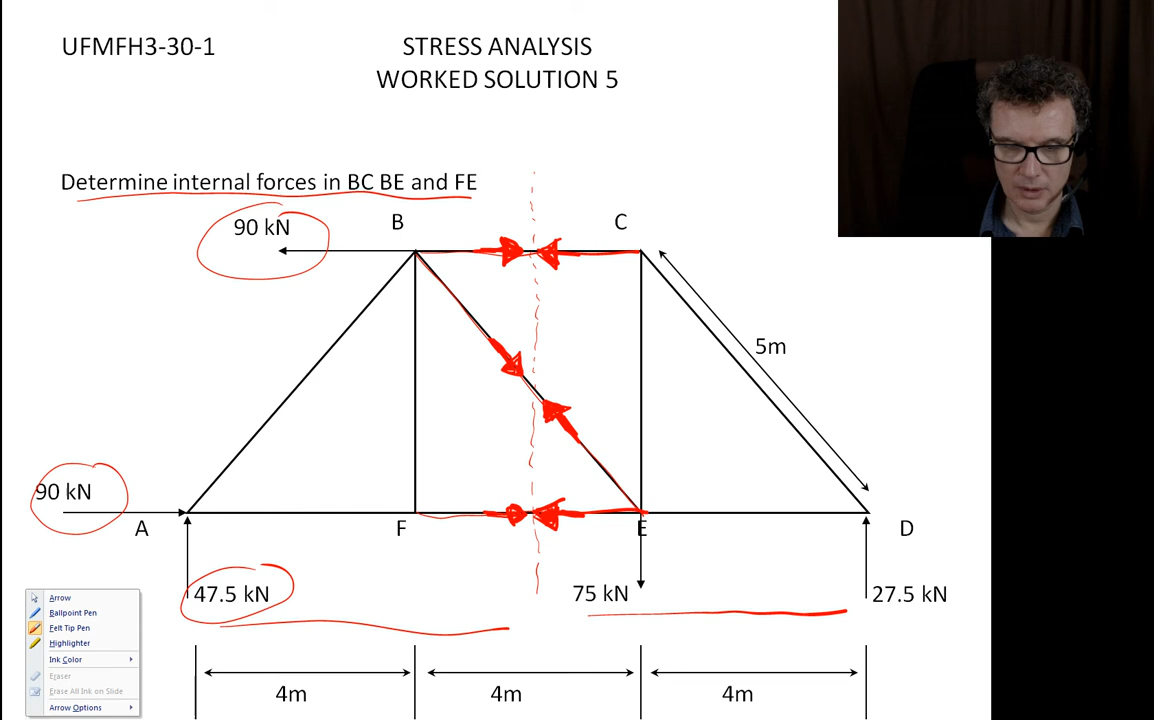 UFMFH3-30-1
STRESS ANALYSIS
WORKED SOLUTION 5
Determine internal forces in BC BE and FE
90 kN
B
C
5m
90 kN
A
F
E
D
47.5 kN
75 kN
27.5 kN
4m
4m
4m
Arrow
Ballpoint Pen
Felt Tip Pen
Highlighter
Ink Color
Eraser
Erase All Ink on Slide
Arrow Options